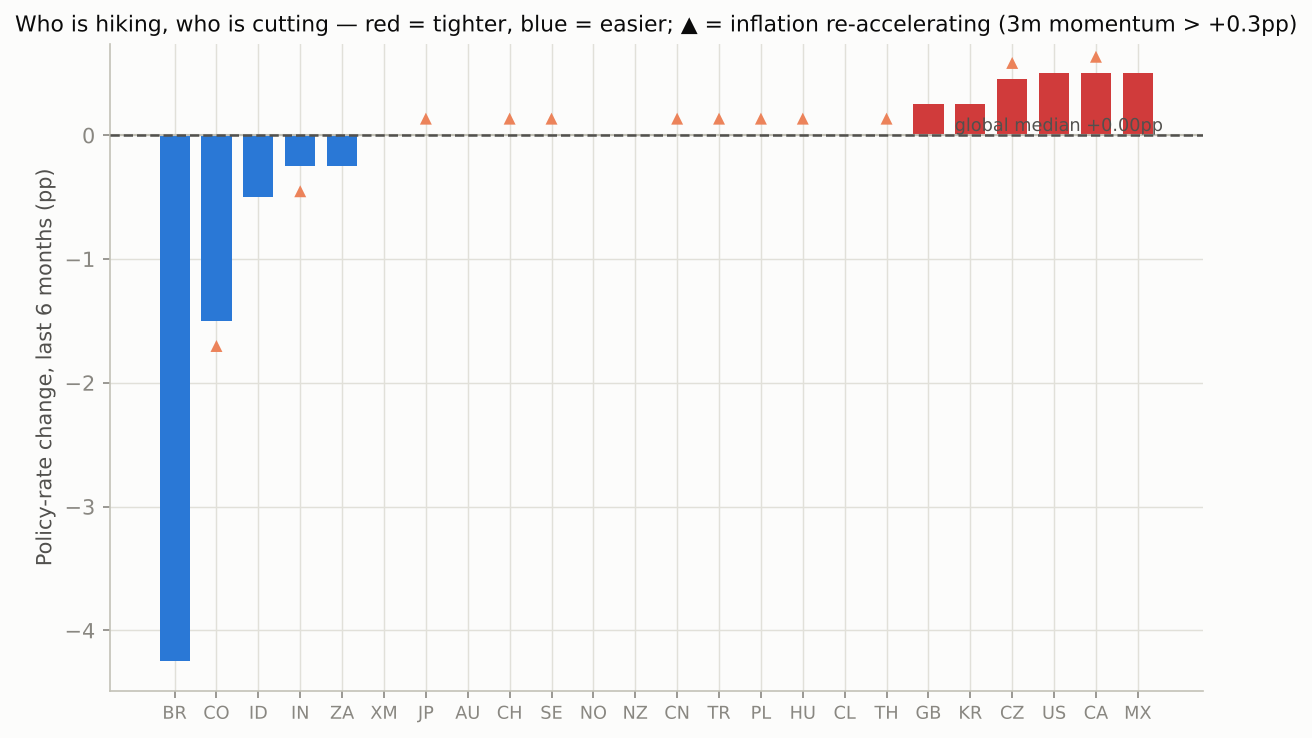 Who is hiking, who is cutting — red = tighter, blue = easier; ▲ = inflation re-accelerating (3m momentum > +0.3pp)
Policy-rate change, last 6 months (pp)
0
−1
−2
−3
−4
global median +0.00pp
BR CO ID IN ZA XM JP AU CH SE NO NZ CN TR PL HU CL TH GB KR CZ US CA MX